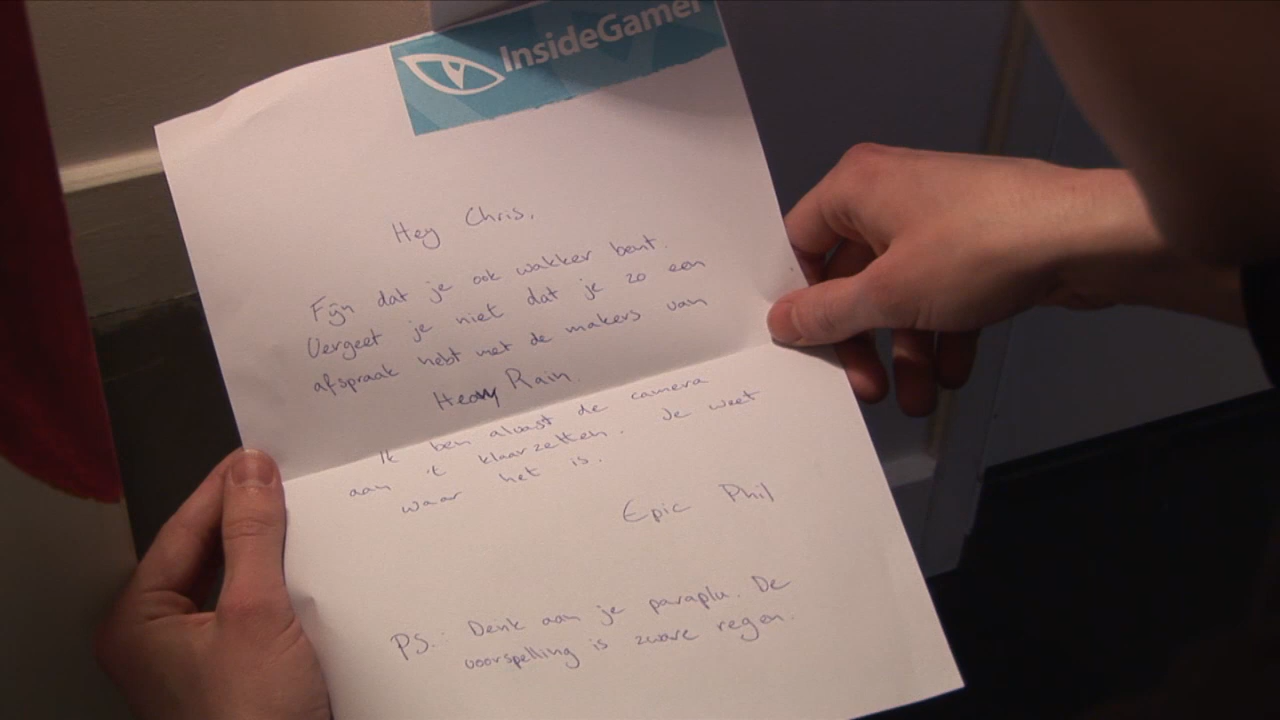 InsideGamer
Hey Chris,
Fijn dat je ook wakker bent.
Vergeet je niet dat je zo een
afspraak hebt met de makers van
Heavy Rain.
Ik ben alvast de camera
aan 't klaarzetten. Je weet
waar het is.
Epic Phil
PS.: Denk aan je paraplu. De
voorspelling is zware regen.